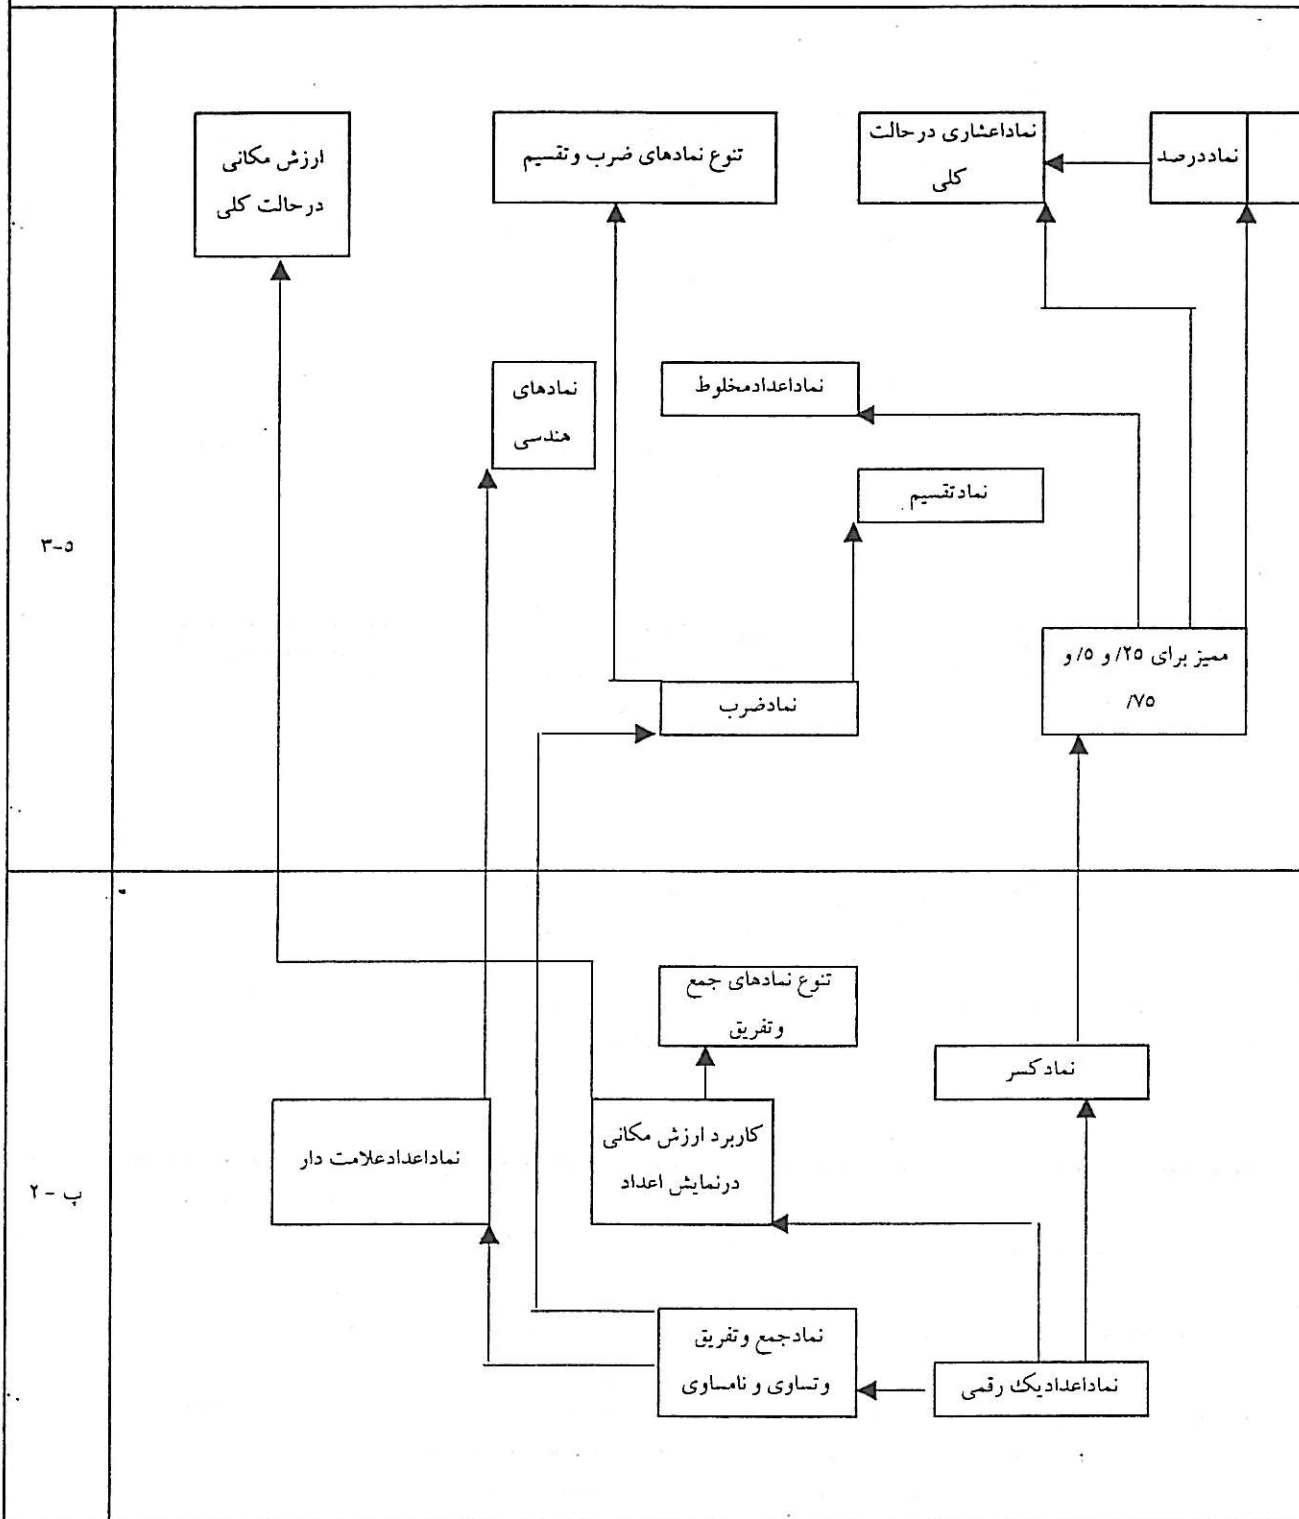 نماددرصد
نماداعشاری درحالت
کلی
تنوع نمادهای ضرب وتقسیم
ارزش مکانی
درحالت کلی
نماداعدادمخلوط
نمادهای
هندسی
نمادتقسیم
۳-۵
ممیز برای ۲۵/ و ۵/ و
۷۵/
نمادضرب
تنوع نمادهای جمع
وتفریق
نمادکسر
کاربرد ارزش مکانی
درنمایش اعداد
نماداعدادعلامت دار
پ - ۲
نمادجمع وتفریق
وتساوی و نامساوی
نماداعدادیک رقمی